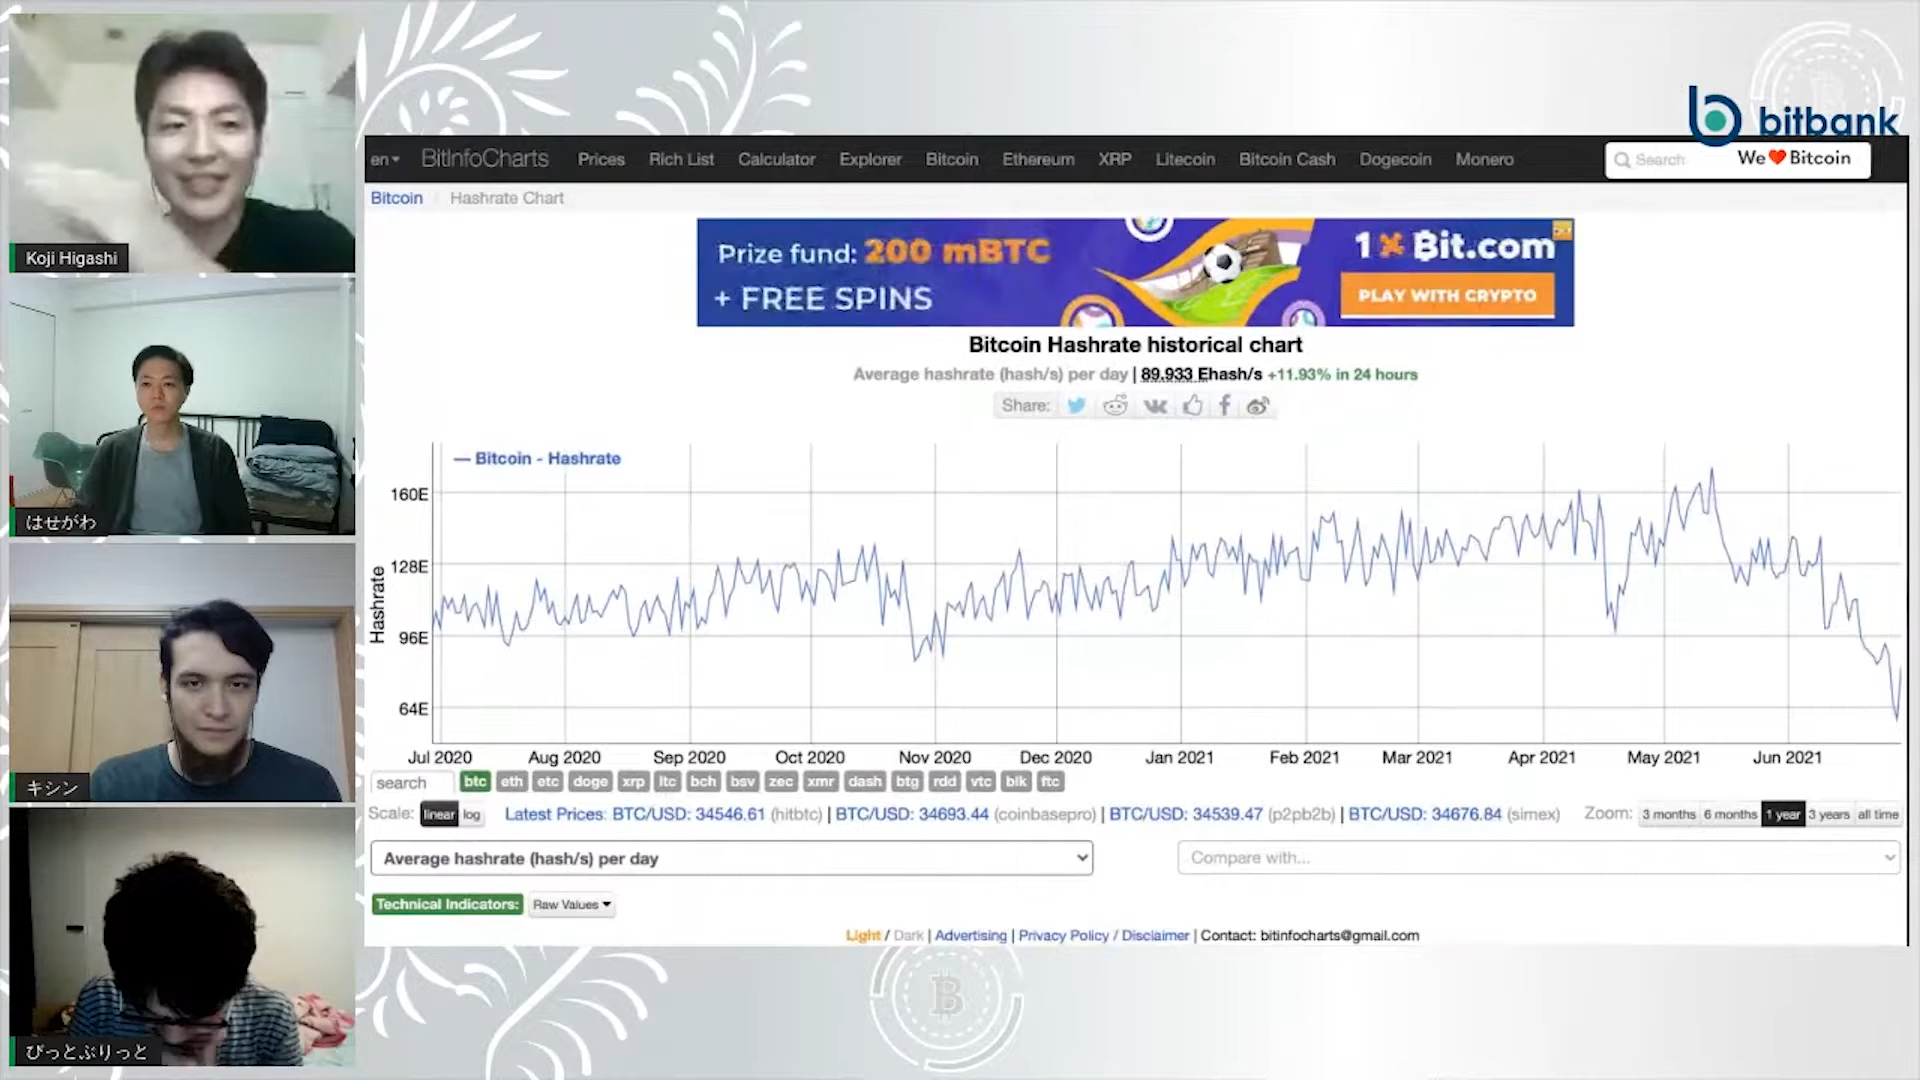 Koji Higashi
はせがわ
キシン
びっとぶりっと
bitbank
en BitInfoCharts Prices Rich List Calculator Explorer Bitcoin Ethereum XRP Litecoin Bitcoin Cash Dogecoin Monero Search We Bitcoin
Bitcoin Hashrate Chart
Prize fund: 200 mBTC
+ FREE SPINS
1XBit.com
PLAY WITH CRYPTO
Bitcoin Hashrate historical chart
Average hashrate (hash/s) per day | 89.933 Ehash/s +11.93% in 24 hours
Share:
Bitcoin - Hashrate
Hashrate
160E
128E
96E
64E
Jul 2020 Aug 2020 Sep 2020 Oct 2020 Nov 2020 Dec 2020 Jan 2021 Feb 2021 Mar 2021 Apr 2021 May 2021 Jun 2021
search btc eth etc doge xrp ltc bch bsv zec xmr dash btg rdd vtc blk ftc
Scale: linear log Latest Prices: BTC/USD: 34546.61 (hitbtc) | BTC/USD: 34693.44 (coinbasepro) | BTC/USD: 34539.47 (p2pb2b) | BTC/USD: 34676.84 (simex) Zoom: 3 months 6 months 1 year 3 years all time
Average hashrate (hash/s) per day Compare with...
Technical Indicators: Raw Values
Light / Dark | Advertising | Privacy Policy / Disclaimer | Contact: bitinfocharts@gmail.com